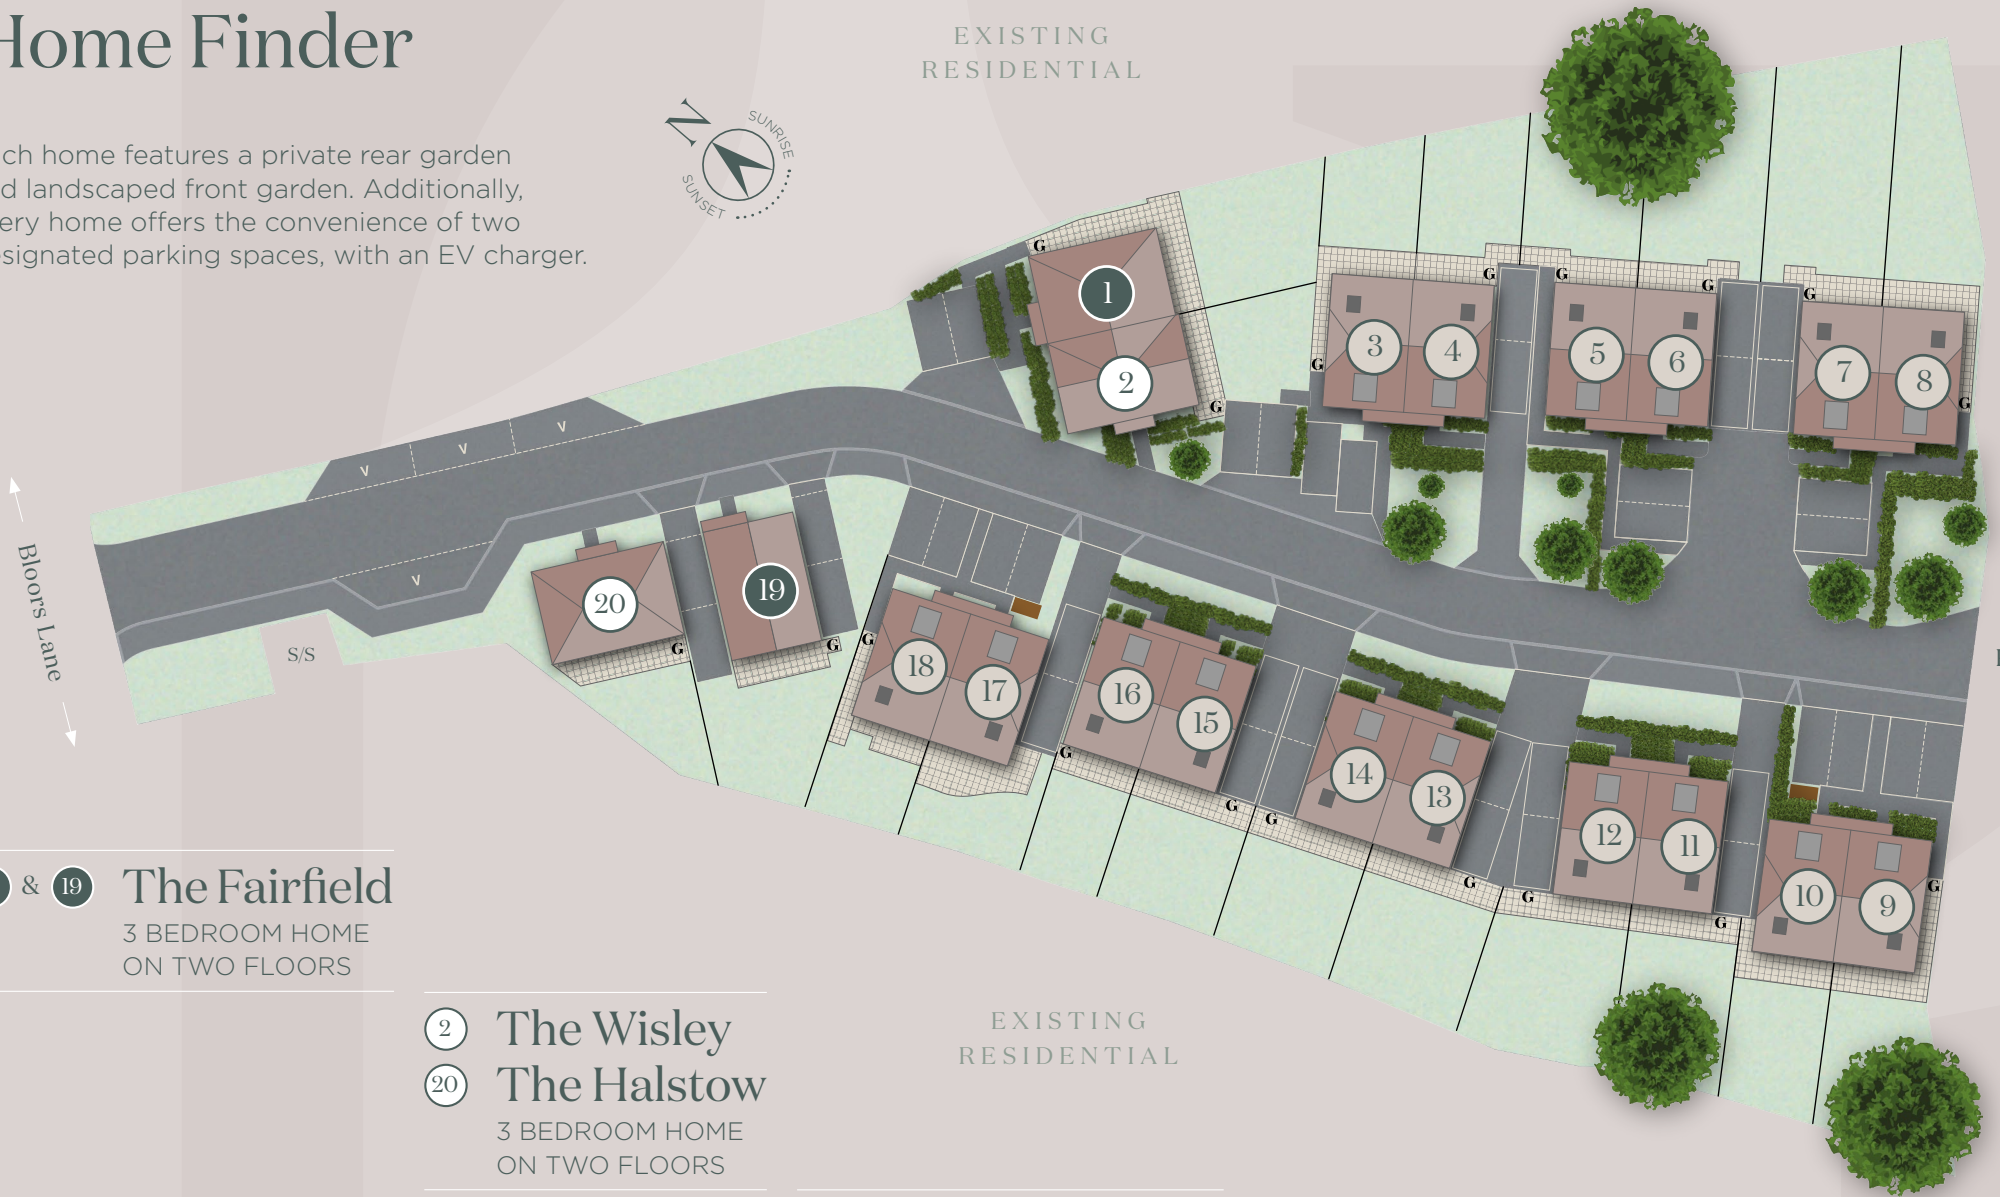 Home Finder
ch home features a private rear garden
d landscaped front garden. Additionally,
ery home offers the convenience of two
signated parking spaces, with an EV charger.
N
SUNRISE
SUNSET
EXISTING
RESIDENTIAL
G
1
2
G
G
3
4
G
G
5
6
G
G
7
8
G
V
V
V
V
Bloors Lane
S/S
20
G
19
G
G
18
17
G
16
15
G
G
14
13
G
G
12
11
G
10
9
G
& 19 The Fairfield
3 BEDROOM HOME
ON TWO FLOORS
2 The Wisley
20 The Halstow
3 BEDROOM HOME
ON TWO FLOORS
EXISTING
RESIDENTIAL